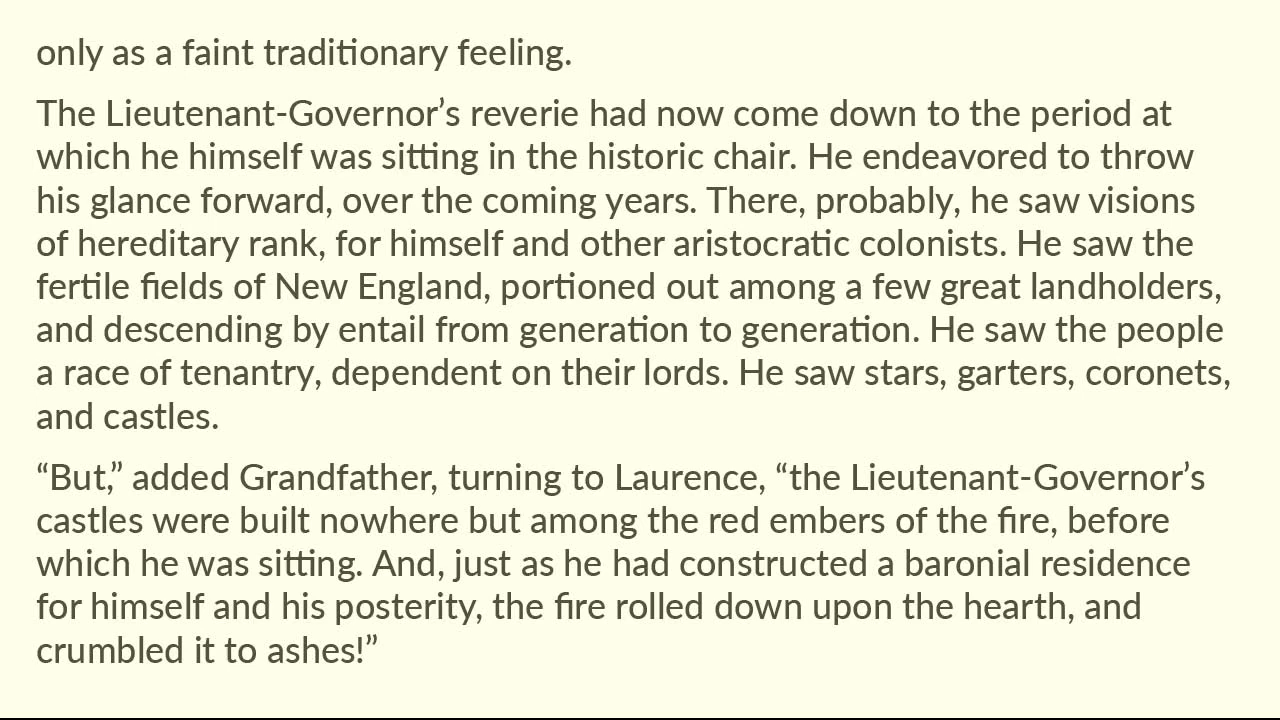 only as a faint traditionary feeling.
The Lieutenant-Governor’s reverie had now come down to the period at
which he himself was sitting in the historic chair. He endeavored to throw
his glance forward, over the coming years. There, probably, he saw visions
of hereditary rank, for himself and other aristocratic colonists. He saw the
fertile fields of New England, portioned out among a few great landholders,
and descending by entail from generation to generation. He saw the people
a race of tenantry, dependent on their lords. He saw stars, garters, coronets,
and castles.
“But,” added Grandfather, turning to Laurence, “the Lieutenant-Governor’s
castles were built nowhere but among the red embers of the fire, before
which he was sitting. And, just as he had constructed a baronial residence
for himself and his posterity, the fire rolled down upon the hearth, and
crumbled it to ashes!”